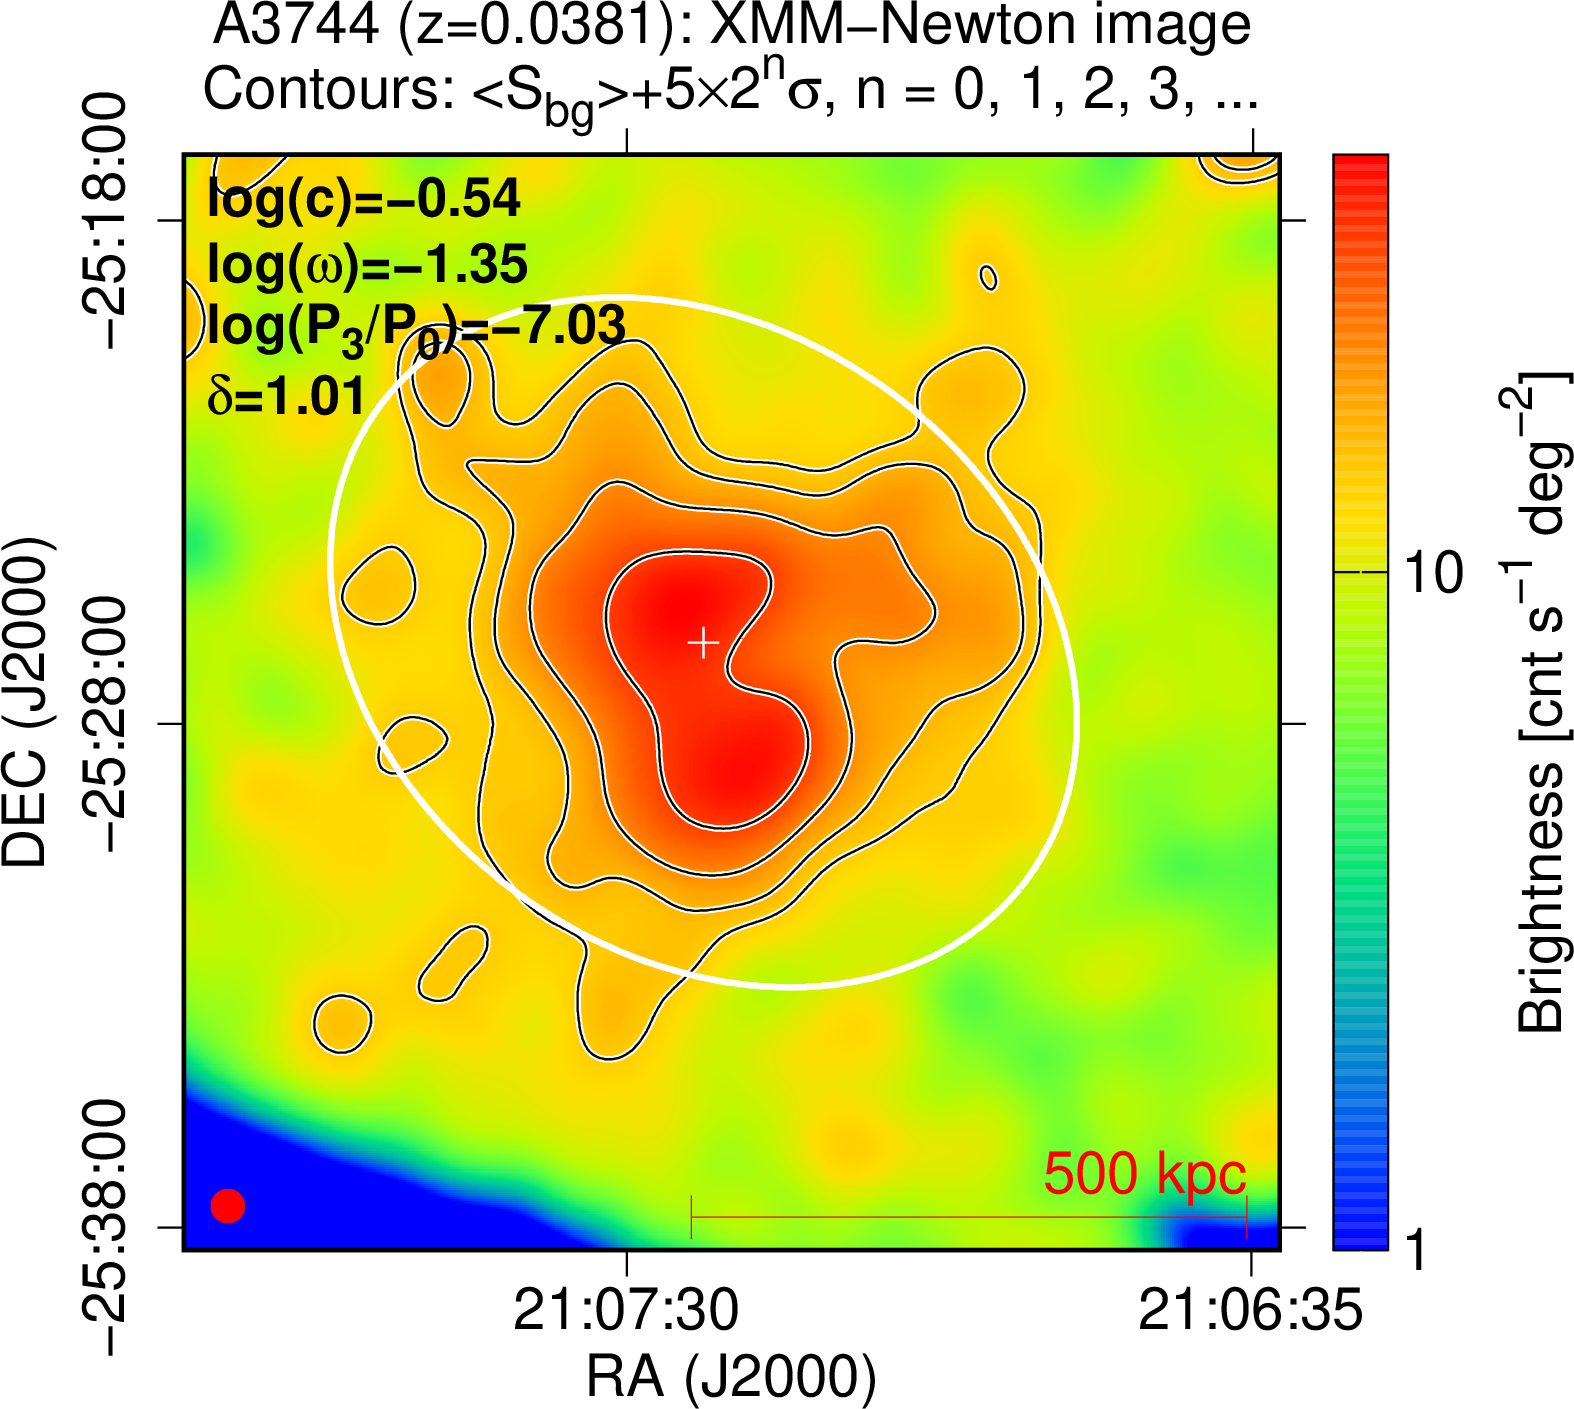 A3744 (z=0.0381): XMM−Newton image
Contours: <S_bg>+5×2^nσ, n = 0, 1, 2, 3, ...
log(c)=−0.54
log(ω)=−1.35
log(P_3/P_0)=−7.03
δ=1.01
−25:18:00
−25:28:00
−25:38:00
DEC (J2000)
500 kpc
21:07:30
21:06:35
RA (J2000)
10
1
Brightness [cnt s^−1 deg^−2]